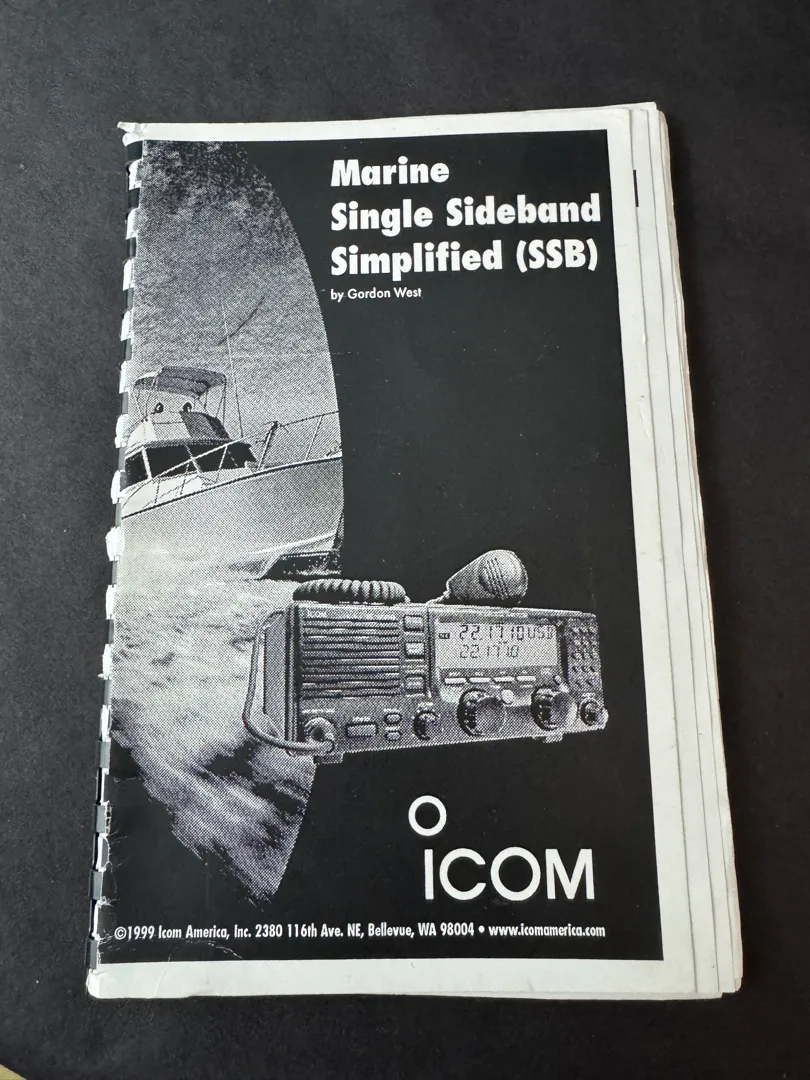 Marine
Single Sideband
Simplified (SSB)
by Gordon West
ICOM
©1999 Icom America, Inc. 2380 116th Ave. NE, Bellevue, WA 98004 • www.icomamerica.com